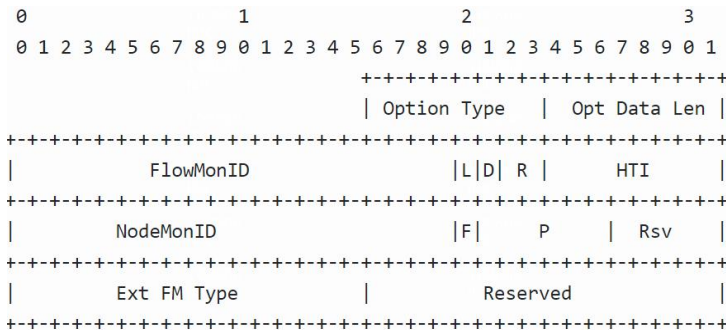 0                   1                   2                   3
0 1 2 3 4 5 6 7 8 9 0 1 2 3 4 5 6 7 8 9 0 1 2 3 4 5 6 7 8 9 0 1
                                +-+-+-+-+-+-+-+-+-+-+-+-+-+-+-+-+
                                |  Option Type  |  Opt Data Len |
+-+-+-+-+-+-+-+-+-+-+-+-+-+-+-+-+-+-+-+-+-+-+-+-+-+-+-+-+-+-+-+-+
|             FlowMonID                 |L|D| R |      HTI      |
+-+-+-+-+-+-+-+-+-+-+-+-+-+-+-+-+-+-+-+-+-+-+-+-+-+-+-+-+-+-+-+-+
|          NodeMonID                    |F|     P     |  Rsv    |
+-+-+-+-+-+-+-+-+-+-+-+-+-+-+-+-+-+-+-+-+-+-+-+-+-+-+-+-+-+-+-+-+
|          Ext FM Type          |          Reserved             |
+-+-+-+-+-+-+-+-+-+-+-+-+-+-+-+-+-+-+-+-+-+-+-+-+-+-+-+-+-+-+-+-+